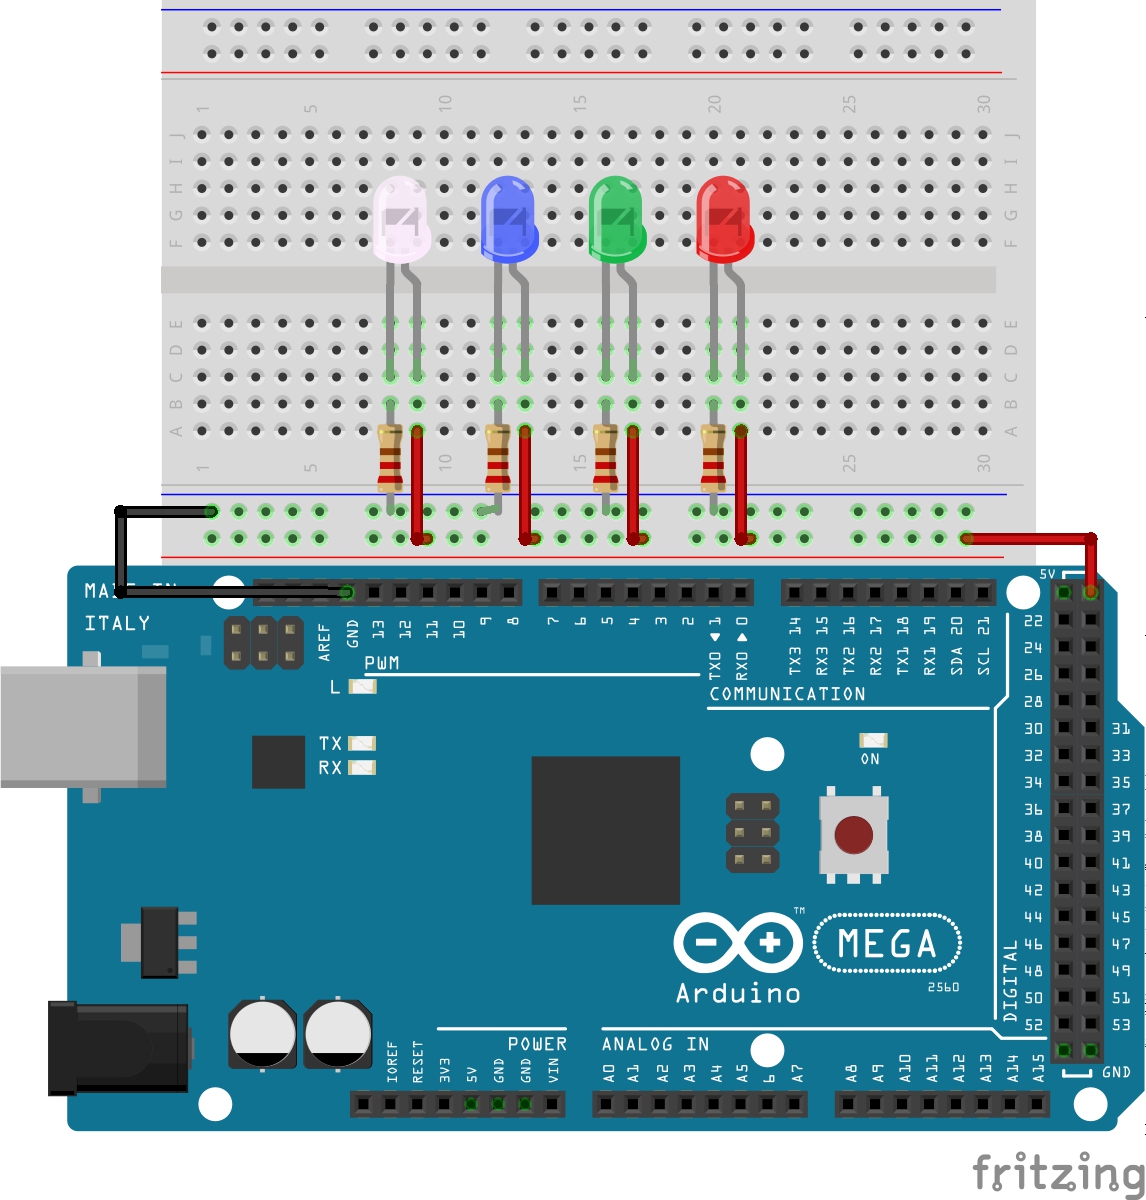 1 5 10 15 20 25 30
J J
I I
H H
G G
F F
E E
D D
C C
B B
A A
1 5 10 15 20 25 30
MA IN
ITALY
5V
AREF GND 13 12 11 10 9 8 7 6 5 4 3 2 TX0 1 RX0 0 TX3 14 RX3 15 TX2 16 RX2 17 TX1 18 RX1 19 SDA 20 SCL 21
PWM
L
COMMUNICATION
TX
RX
ON
22
24
26
28
30 31
32 33
34 35
36 37
38 39
40 41
42 43
44 45
46 47
48 49
50 51
52 53
DIGITAL
GND
TM
MEGA
Arduino
2560
POWER
ANALOG IN
IOREF RESET 3V3 5V GND GND VIN A0 A1 A2 A3 A4 A5 6 A7 A8 A9 A10 A11 A12 A13 A14 A15
fritzing